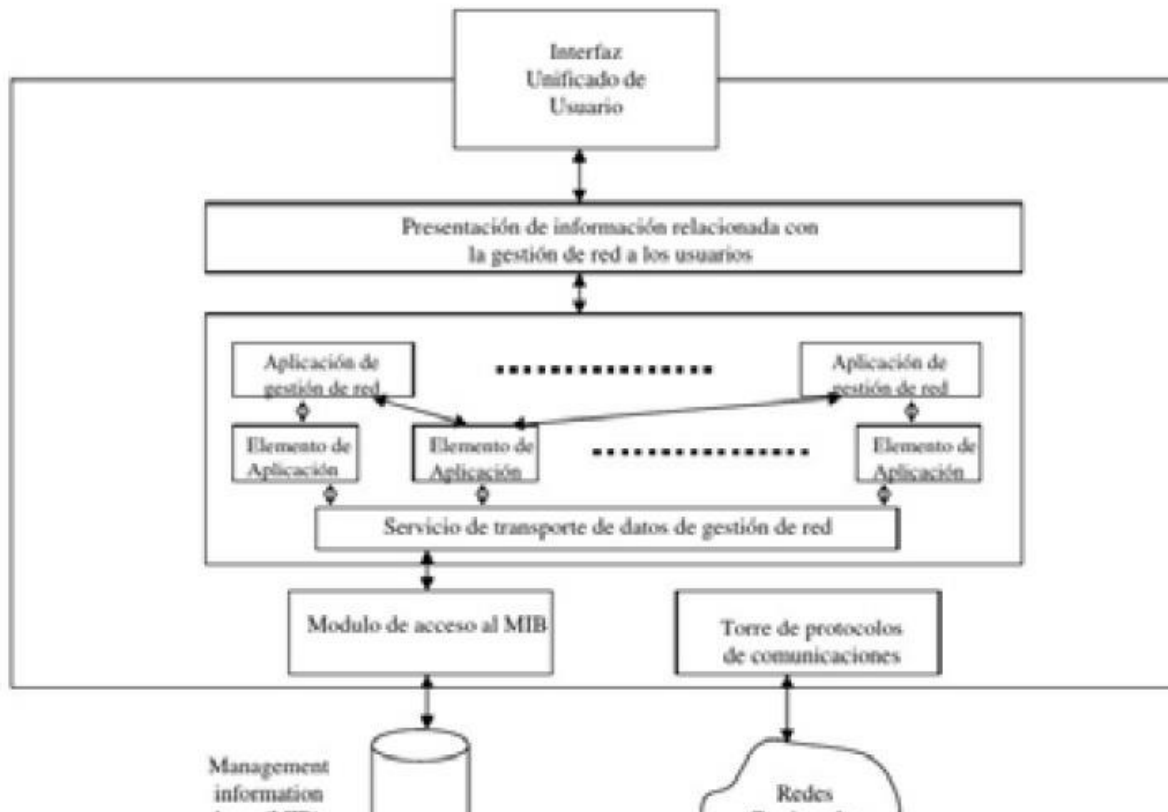 Interfaz
Unificado de
Usuario
Presentación de información relacionada con
la gestión de red a los usuarios
Aplicación de
gestión de red
Aplicación de
gestión de red
Elemento de
Aplicación
Elemento de
Aplicación
Elemento de
Aplicación
Servicio de transporte de datos de gestión de red
Modulo de acceso al MIB
Torre de protocolos
de comunicaciones
Management
information
Redes